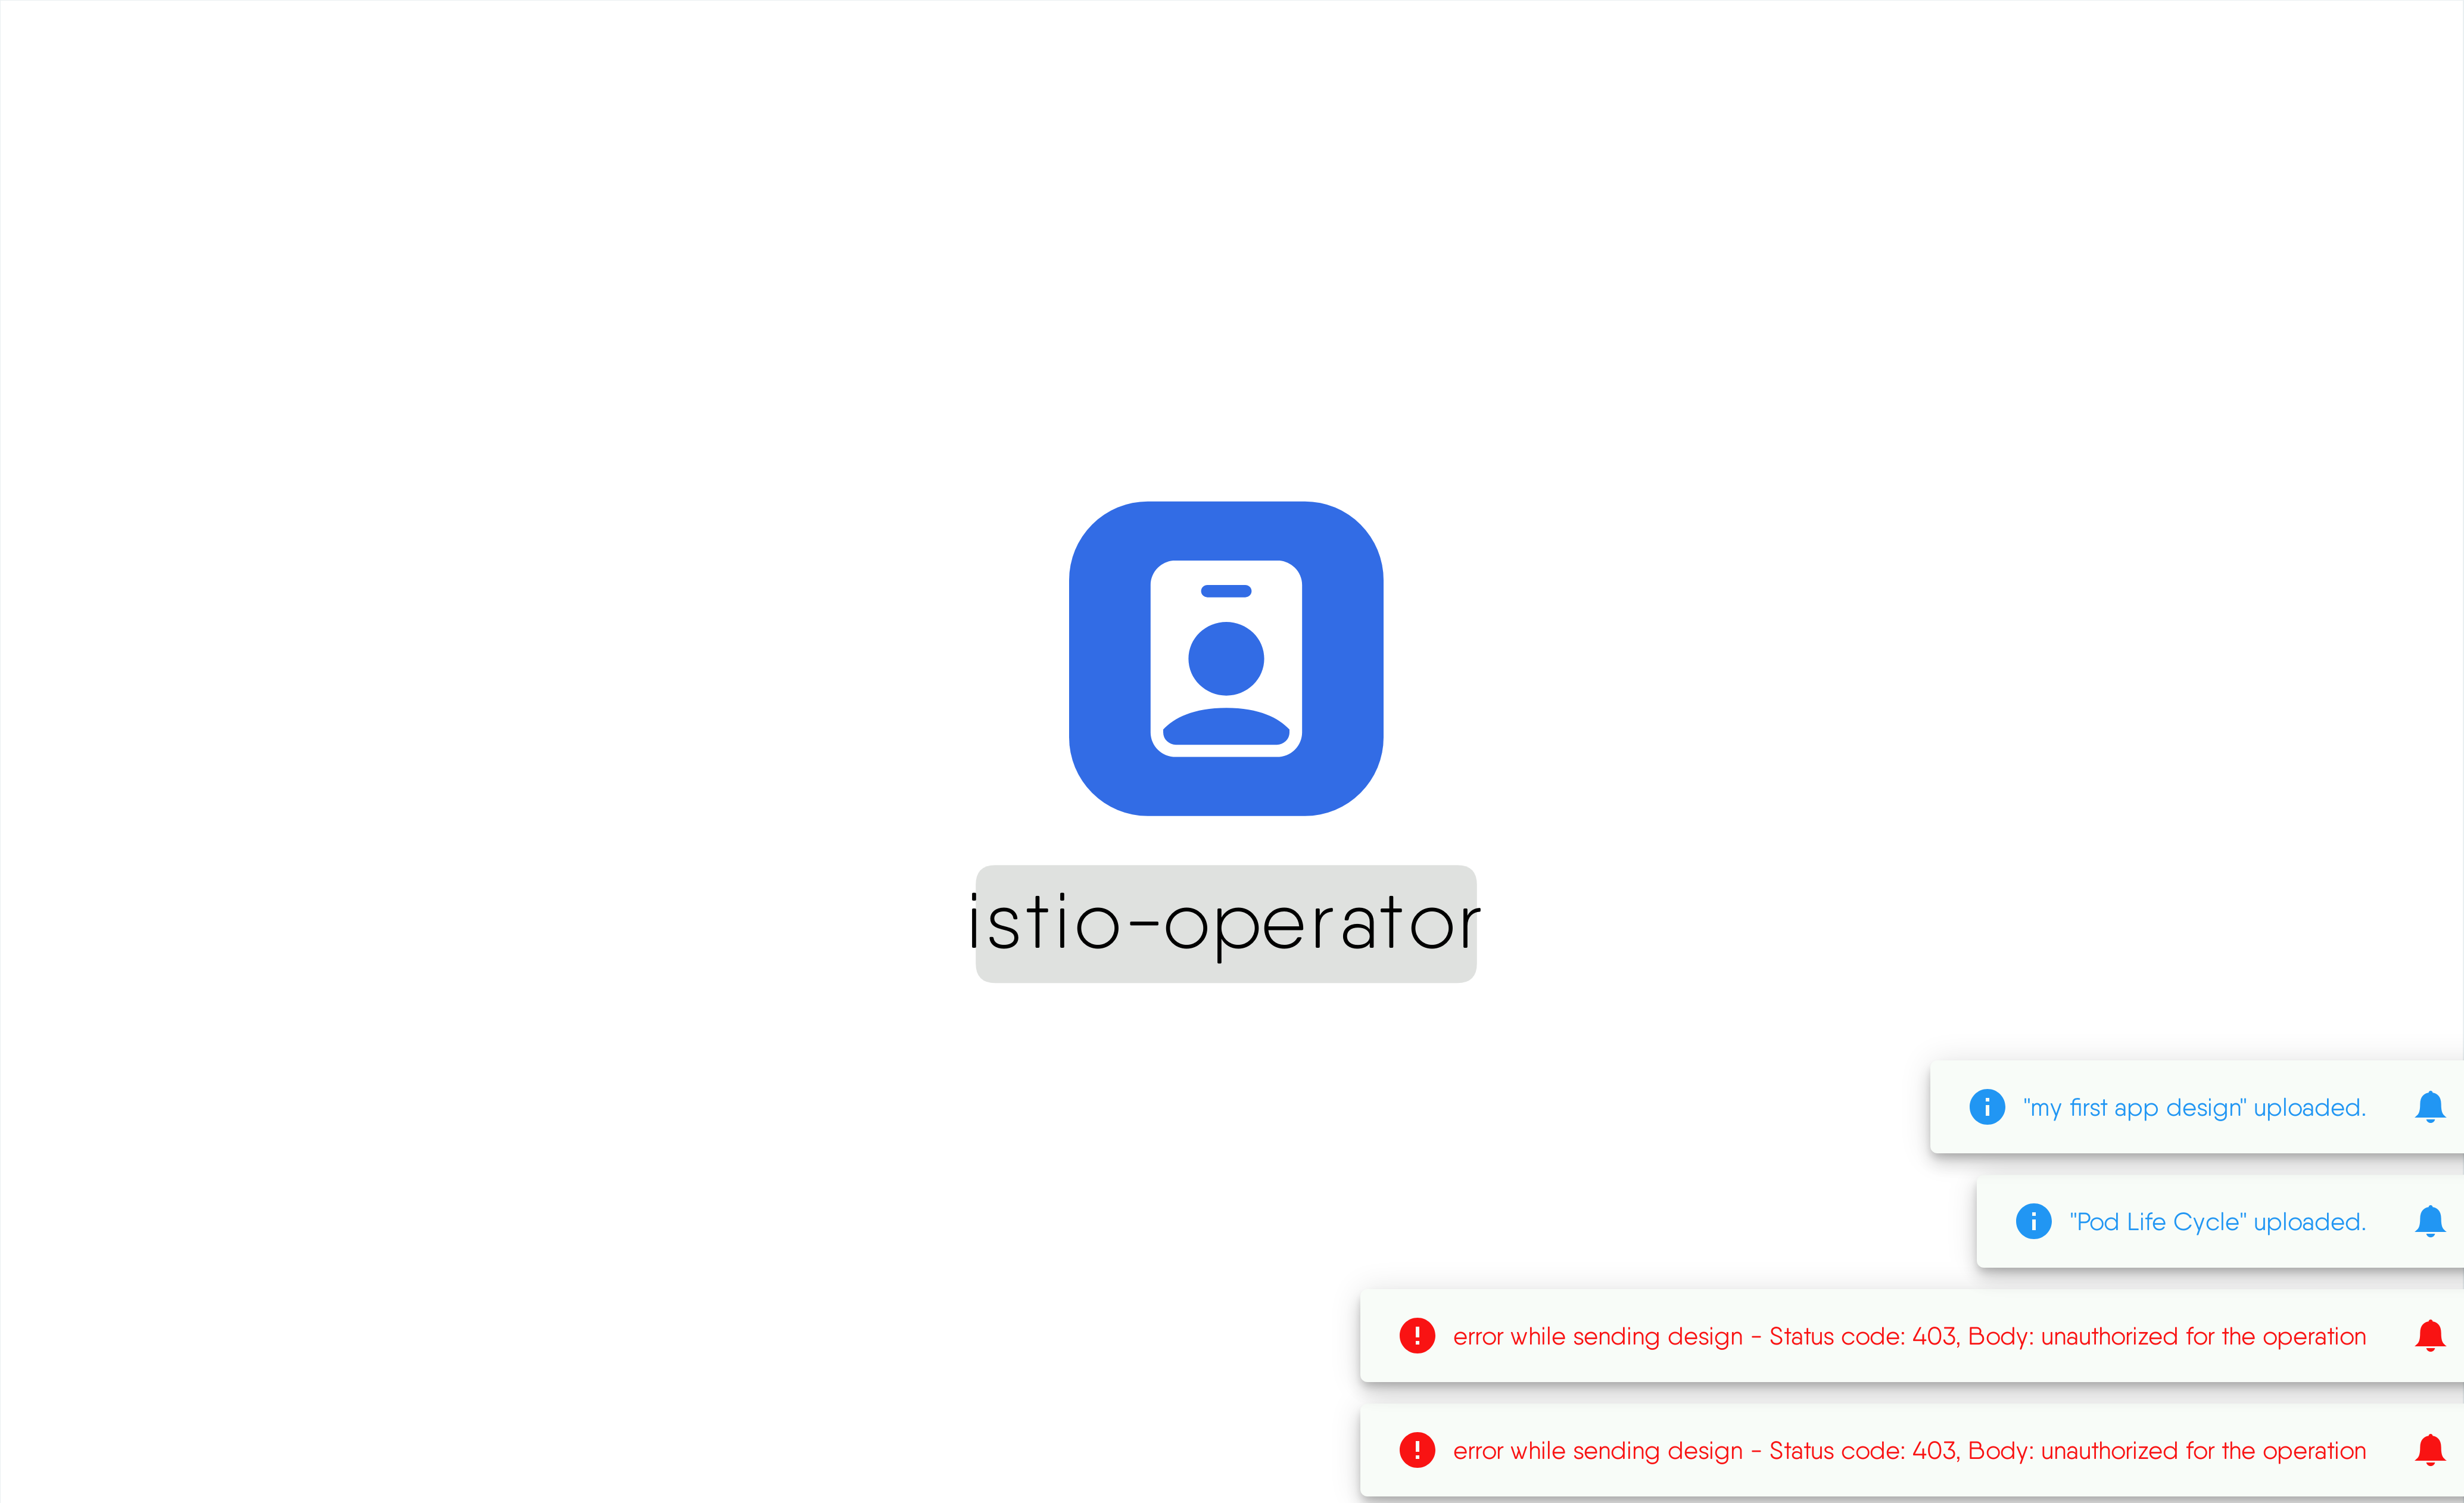 istio-operator
"my first app design" uploaded.
"Pod Life Cycle" uploaded.
error while sending design - Status code: 403, Body: unauthorized for the operation
error while sending design - Status code: 403, Body: unauthorized for the operation